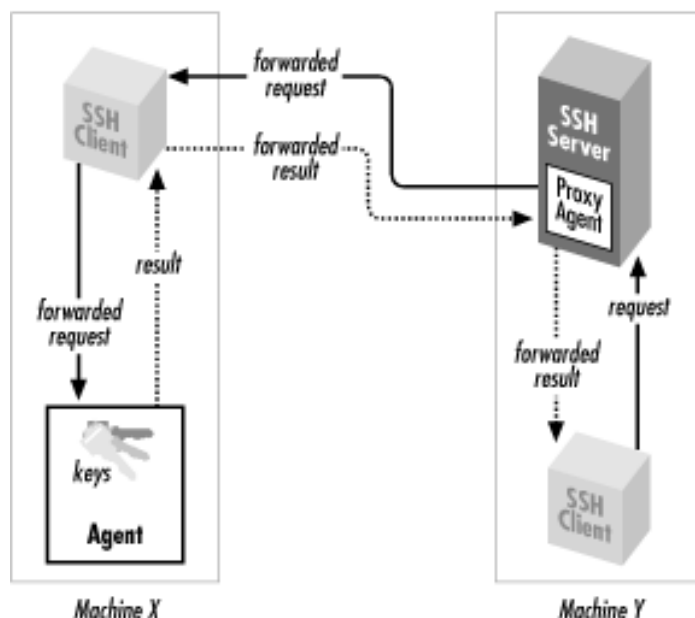 SSH
Client
forwarded
request
forwarded
result
SSH
Server
Proxy
Agent
result
forwarded
request
request
forwarded
result
keys
Agent
SSH
Client
Machine X
Machine Y